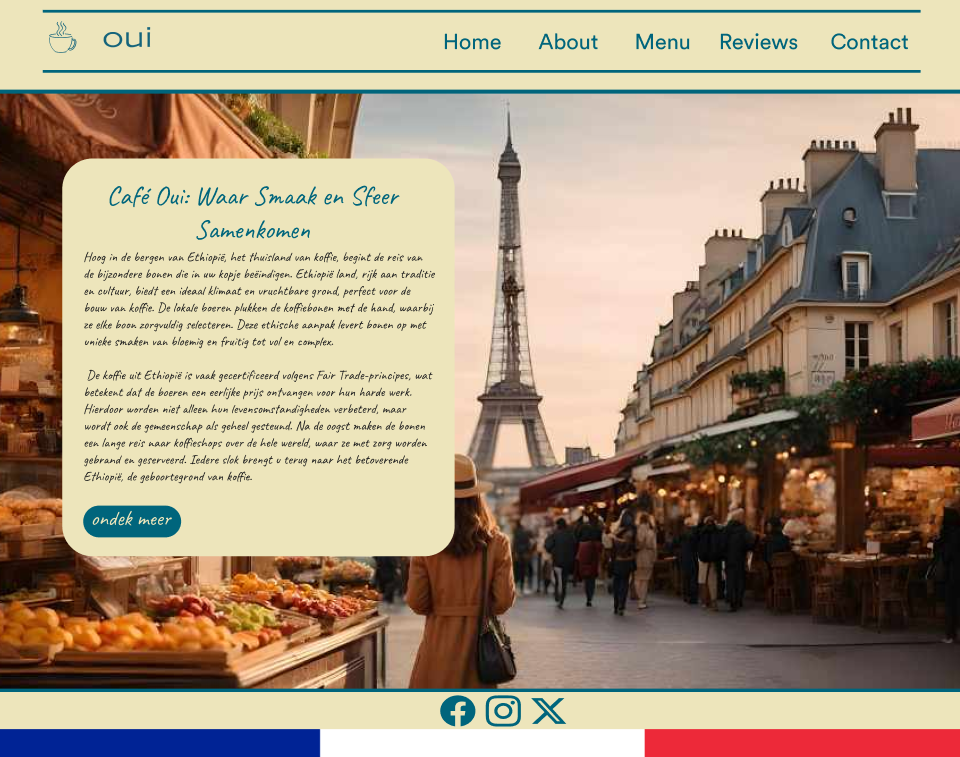 oui
Home About Menu Reviews Contact
Café Oui: Waar Smaak en Sfeer
Samenkomen
Hoog in de bergen van Ethiopië, het thuisland van koffie, begint de reis van
de bijzondere bonen die in uw kopje beëindigen. Ethiopië land, rijk aan traditie
en cultuur, biedt een ideaal klimaat en vruchtbare grond, perfect voor de
bouw van koffie. De lokale boeren plukken de koffiebonen met de hand, waarbij
ze elke boon zorgvuldig selecteren. Deze ethische aanpak levert bonen op met
unieke smaken van bloemig en fruitig tot vol en complex.
De koffie uit Ethiopië is vaak gecertificeerd volgens Fair Trade-principes, wat
betekent dat de boeren een eerlijke prijs ontvangen voor hun harde werk.
Hierdoor worden niet alleen hun levensomstandigheden verbeterd, maar
wordt ook de gemeenschap als geheel gesteund. Na de oogst maken de bonen
een lange reis naar koffieshops over de hele wereld, waar ze met zorg worden
gebrand en geserveerd. Iedere slok brengt u terug naar het betoverende
Ethiopië, de geboortegrond van koffie.
ondek meer